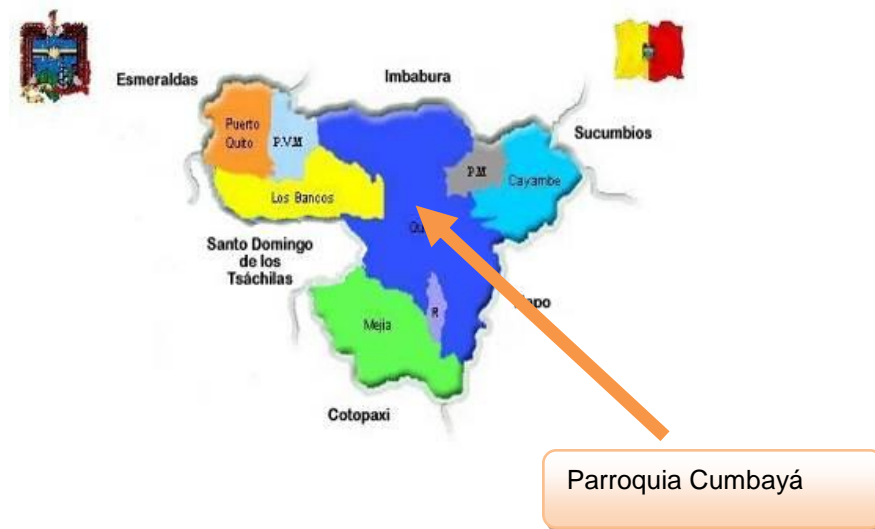 Esmeraldas
Imbabura
Sucumbios
Puerto
Quito
P.V.M
P.M
Cayambe
Los Bancos
Santo Domingo
de los
Tsáchilas
Mejia
R
Cotopaxi
Parroquia Cumbayá